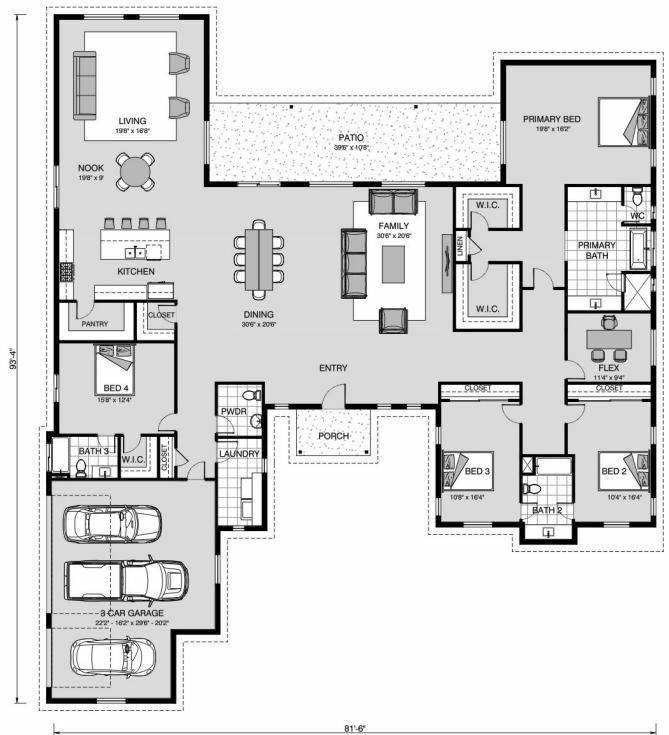 LIVING
19'8" x 16'8"
PRIMARY BED
19'8" x 16'2"
PATIO
39'6" x 10'8"
NOOK
19'8" x 9'
W.I.C.
WC
FAMILY
30'6" x 20'6"
LINEN
PRIMARY
BATH
KITCHEN
W.I.C.
PANTRY
CLOSET
DINING
30'6" x 20'6"
93'-4"
ENTRY
FLEX
11'4" x 9'4"
BED 4
15'8" x 12'4"
CLOSET
CLOSET
PWDR
PORCH
BATH 3
W.I.C.
CLOSET
LAUNDRY
BED 3
10'8" x 16'4"
BED 2
10'4" x 16'4"
BATH 2
3 CAR GARAGE
22'2" - 16'2" x 29'6" - 20'2"
81'-6"